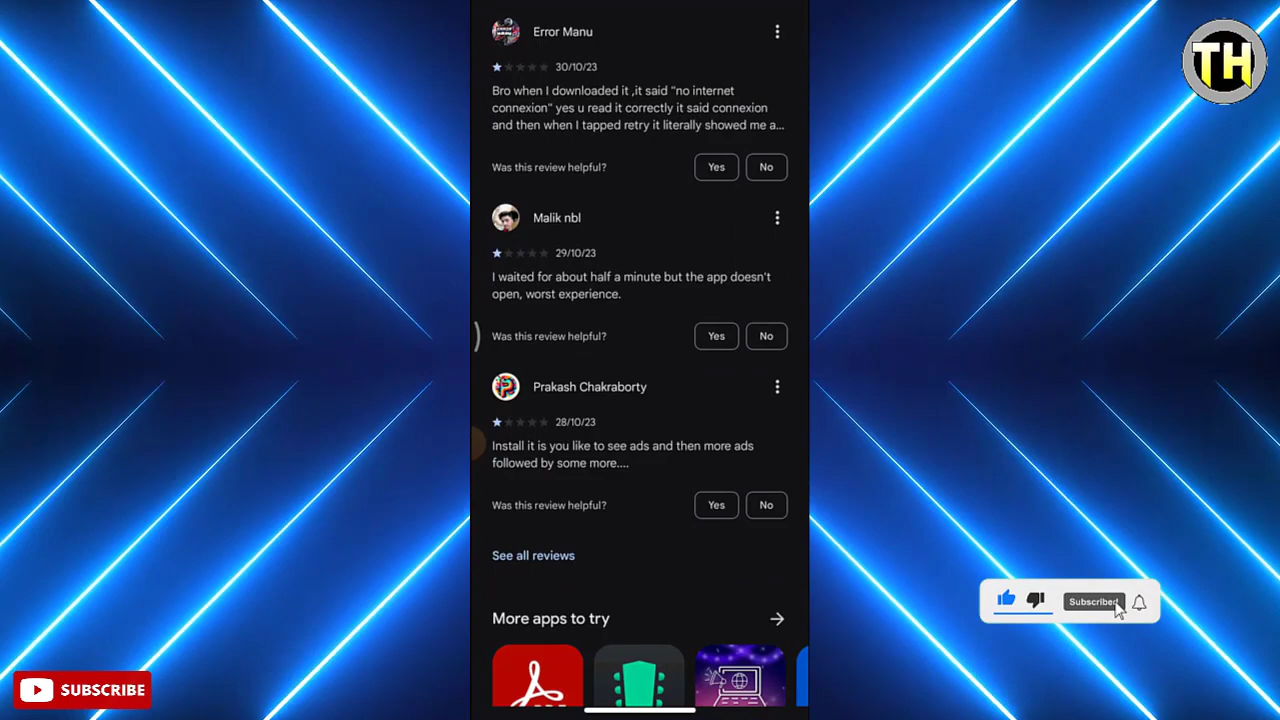 TH
Error Manu
30/10/23
Bro when I downloaded it ,it said "no internet
connexion" yes u read it correctly it said connexion
and then when I tapped retry it literally showed me a...
Was this review helpful?
Yes
No
Malik nbl
29/10/23
I waited for about half a minute but the app doesn't
open, worst experience.
Was this review helpful?
Yes
No
Prakash Chakraborty
28/10/23
Install it is you like to see ads and then more ads
followed by some more....
Was this review helpful?
Yes
No
See all reviews
Subscribed
More apps to try
SUBSCRIBE